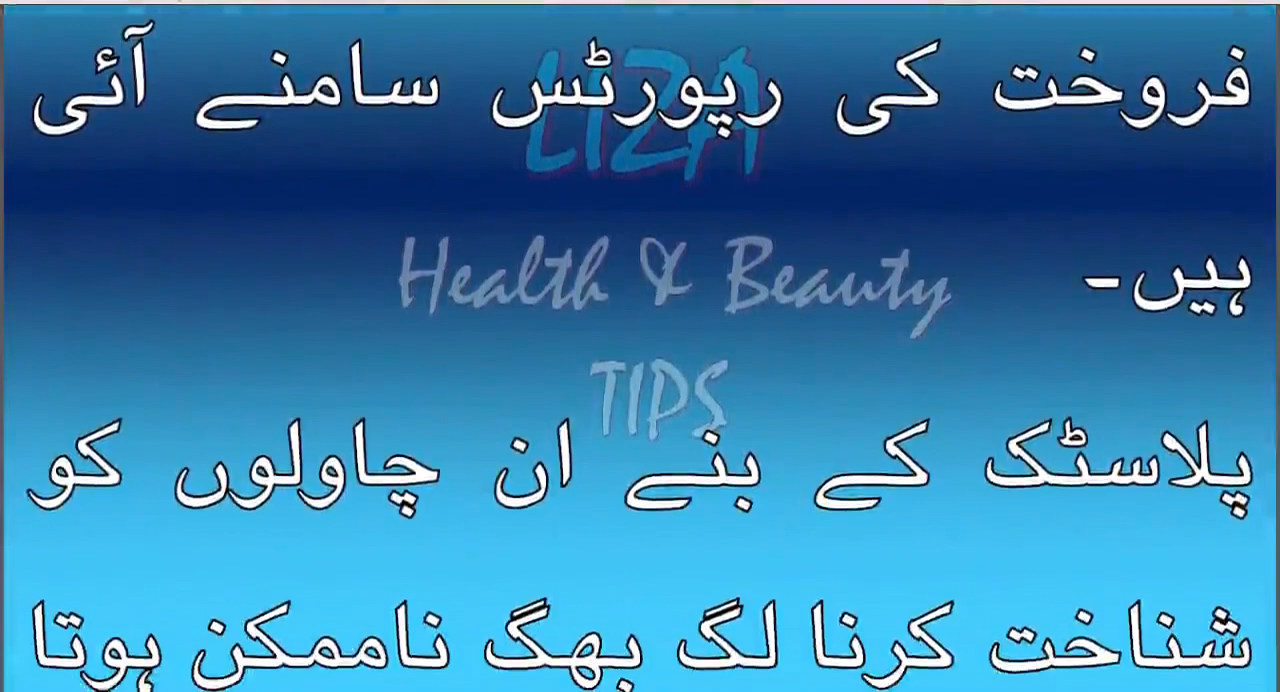 فروخت کی رپورٹس سامنے آئی
LIZA
ہیں۔
Health & Beauty
TIPS
پلاسٹک کے بنے ان چاولوں کو
شناخت کرنا لگ بھگ ناممکن ہوتا